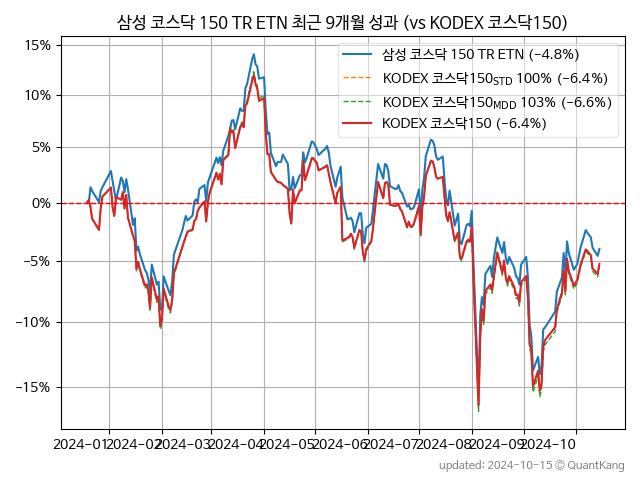 삼성 코스닥 150 TR ETN 최근 9개월 성과 (vs KODEX 코스닥150)
삼성 코스닥 150 TR ETN (−4.8%)
KODEX 코스닥150STD 100% (−6.4%)
KODEX 코스닥150MDD 103% (−6.6%)
KODEX 코스닥150 (−6.4%)
15%
10%
5%
0%
−5%
−10%
−15%
2024-01 2024-02 2024-03 2024-04 2024-05 2024-06 2024-07 2024-08 2024-09 2024-10
updated: 2024-10-15 ⓒ QuantKang